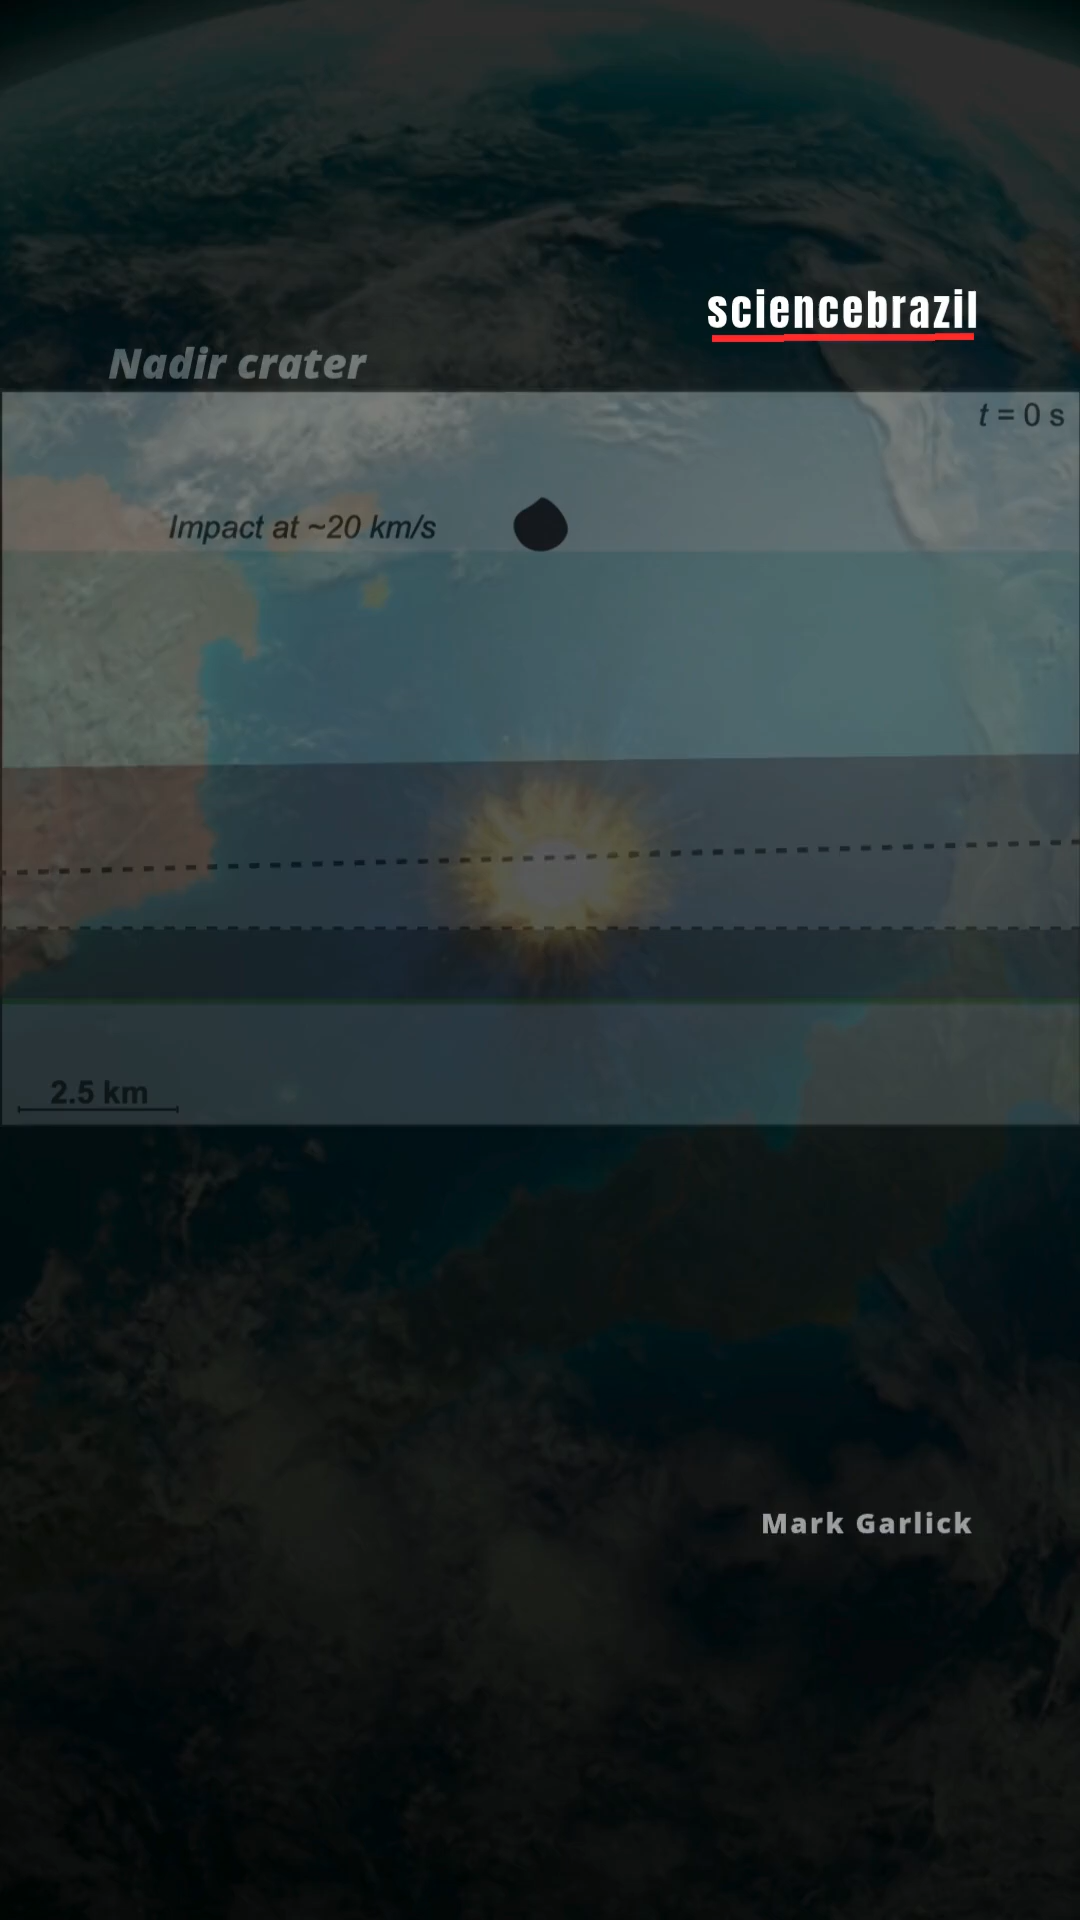 sciencebrazil
Nadir crater
t = 0 s
Impact at ~20 km/s
2.5 km
Mark Garlick